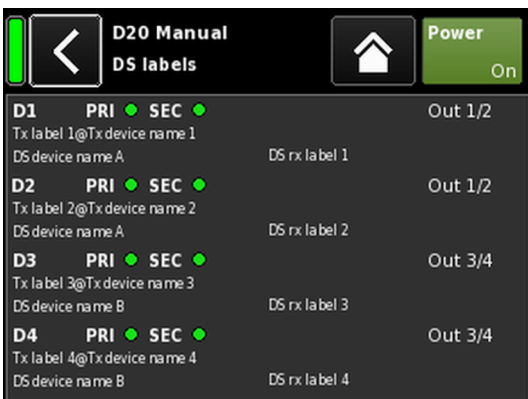 D20 Manual
DS labels
Power
On
D1 PRI SEC Out 1/2
Tx label 1@Tx device name 1
DS device name A DS rx label 1
D2 PRI SEC Out 1/2
Tx label 2@Tx device name 2
DS device name A DS rx label 2
D3 PRI SEC Out 3/4
Tx label 3@Tx device name 3
DS device name B DS rx label 3
D4 PRI SEC Out 3/4
Tx label 4@Tx device name 4
DS device name B DS rx label 4